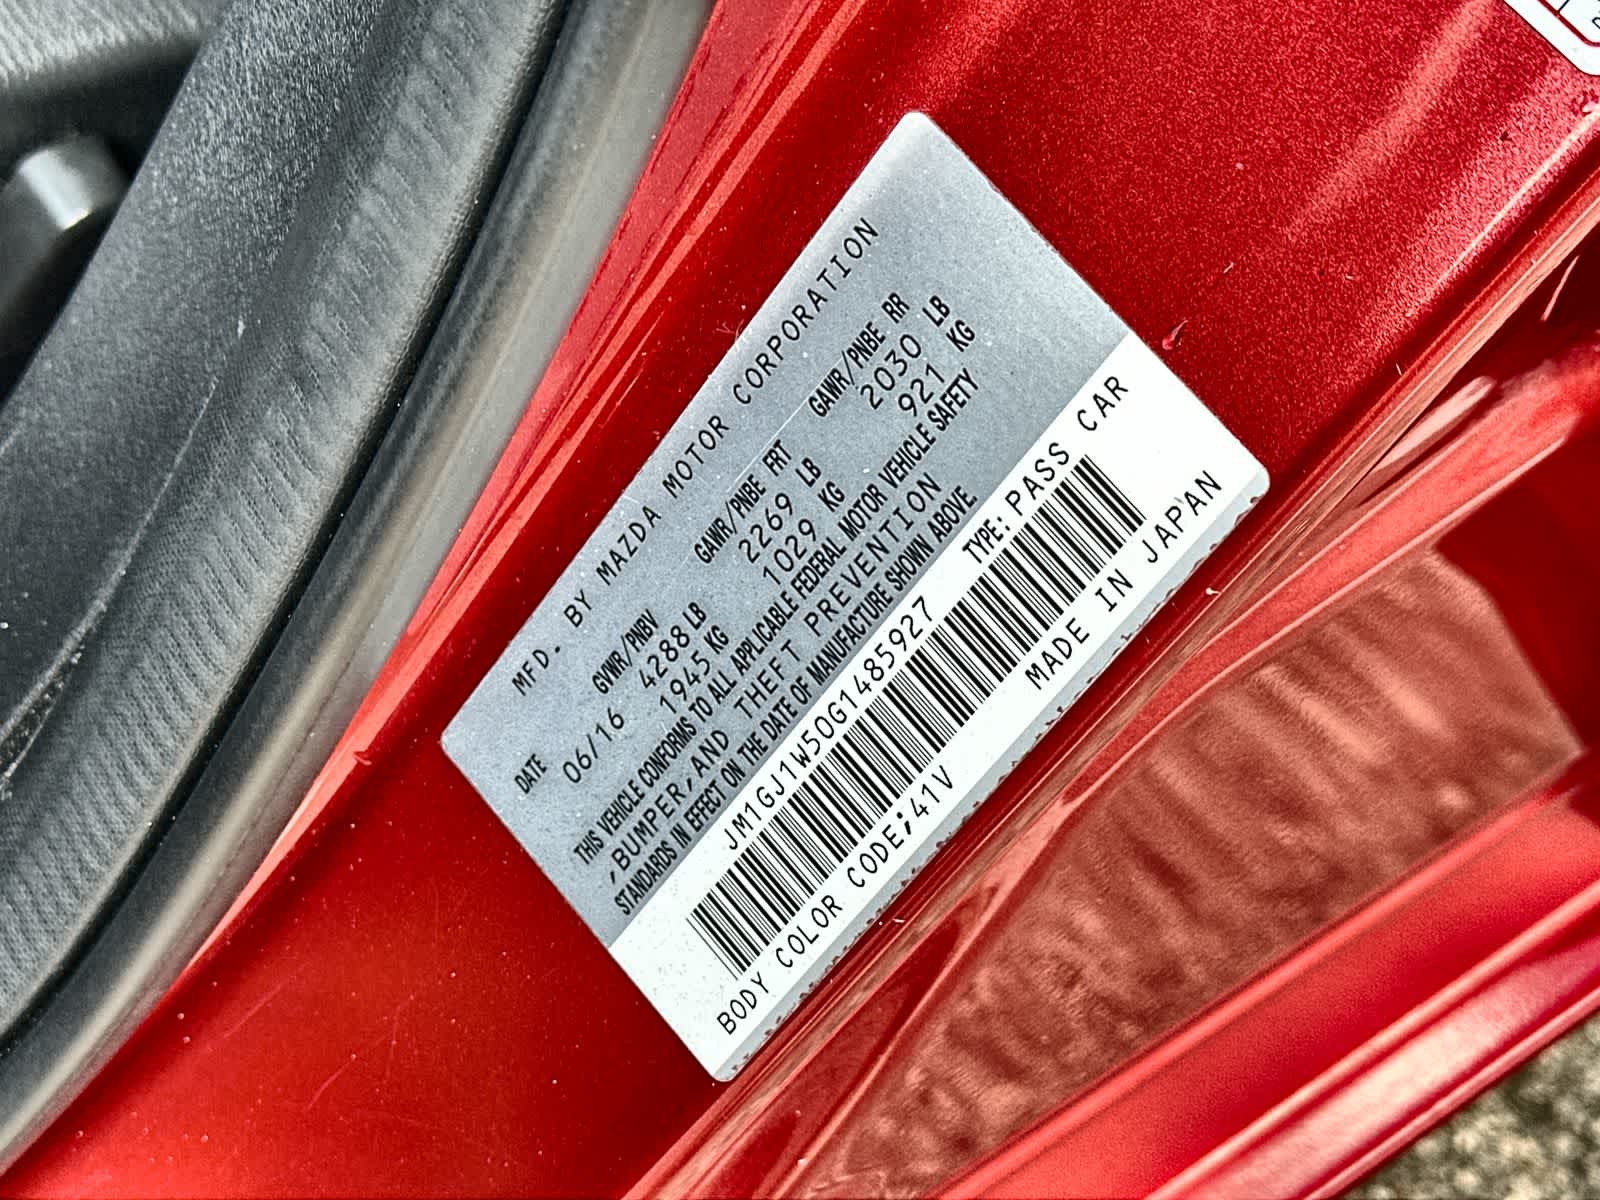 MFD. BY MAZDA MOTOR CORPORATION
DATE GVWR/PNBV GAWR/PNBE FRT GAWR/PNBE RR
06/16 4288 LB 2269 LB 2030 LB
1945 KG 1029 KG 921 KG
THIS VEHICLE CONFORMS TO ALL APPLICABLE FEDERAL MOTOR VEHICLE SAFETY
,BUMPER,AND THEFT PREVENTION
STANDARDS IN EFFECT ON THE DATE OF MANUFACTURE SHOWN ABOVE.
JM1GJ1W50G1485927 TYPE: PASS CAR
BODY COLOR CODE;41V MADE IN JAPAN